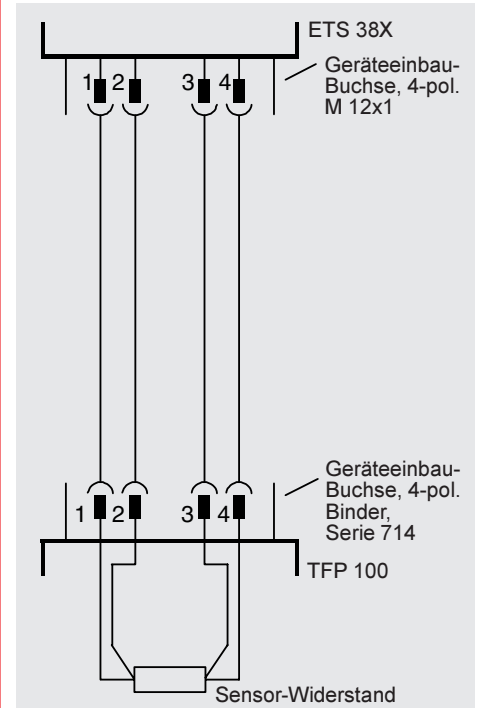 ETS 38X
Geräteeinbau-
Buchse, 4-pol.
M 12x1
1 2 3 4
Geräteeinbau-
Buchse, 4-pol.
Binder,
Serie 714
1 2 3 4
TFP 100
Sensor-Widerstand